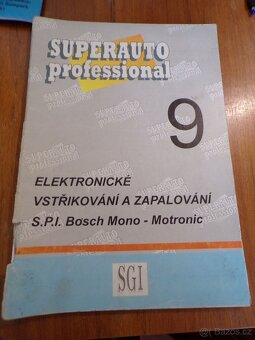 SUPERAUTO
professional
9
ELEKTRONICKÉ
VSTŘIKOVÁNÍ A ZAPALOVÁNÍ
S.P.I. Bosch Mono - Motronic
SGI